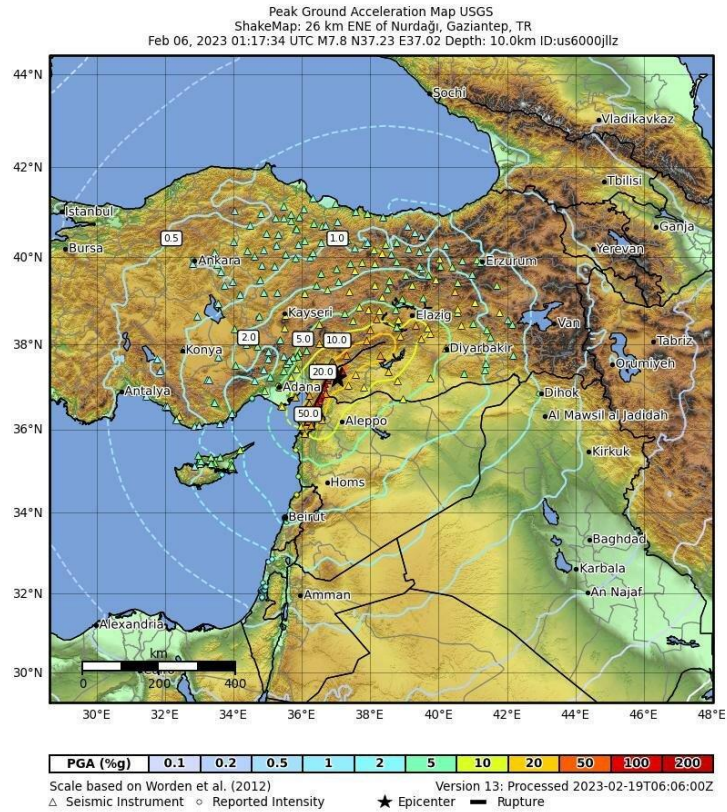 Peak Ground Acceleration Map USGS
ShakeMap: 26 km ENE of Nurdağı, Gaziantep, TR
Feb 06, 2023 01:17:34 UTC M7.8 N37.23 E37.02 Depth: 10.0km ID:us6000jllz
44°N
Sochi
Vladikavkaz
42°N
Tbilisi
Istanbul
Ganja
0.5
1.0
Bursa
Yerevan
40°N
Ankara
Erzurum
Kayseri
Elazig
2.0
5.0
10.0
Van
38°N
Konya
Diyarbakir
Tabriz
Orumiyeh
20.0
Antalya
Adana
Dihok
50.0
Aleppo
Al Mawsil al Jadidah
36°N
Kirkuk
Homs
34°N
Beirut
Baghdad
Karbala
32°N
Amman
An Najaf
Alexandria
km
30°N
0
200
400
30°E 32°E 34°E 36°E 38°E 40°E 42°E 44°E 46°E 48°E
PGA (%g) 0.1 0.2 0.5 1 2 5 10 20 50 100 200
Scale based on Worden et al. (2012)
Version 13: Processed 2023-02-19T06:06:00Z
Seismic Instrument
Reported Intensity
Epicenter
Rupture